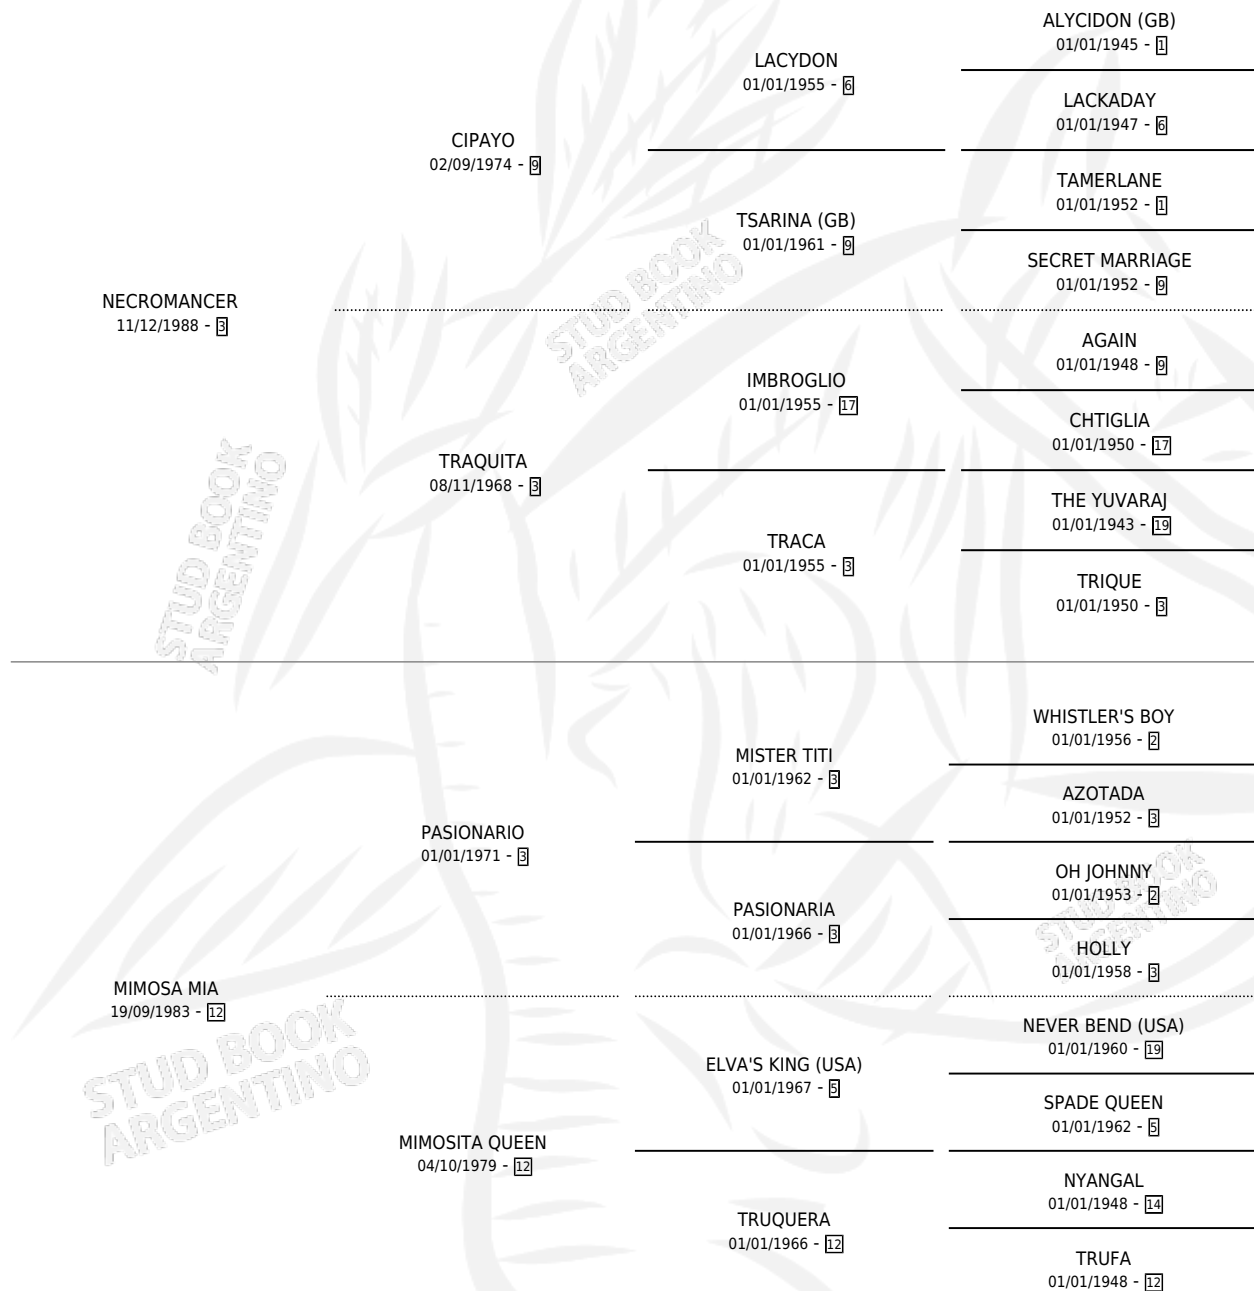 ALYCIDON (GB)
01/01/1945 - 1
LACYDON
01/01/1955 - 6
LACKADAY
01/01/1947 - 6
CIPAYO
02/09/1974 - 9
TAMERLANE
01/01/1952 - 1
TSARINA (GB)
01/01/1961 - 9
SECRET MARRIAGE
01/01/1952 - 9
NECROMANCER
11/12/1988 - 3
STUD BOOK
ARGENTINO
AGAIN
01/01/1948 - 9
IMBROGLIO
01/01/1955 - 17
CHTIGLIA
01/01/1950 - 17
TRAQUITA
08/11/1968 - 3
THE YUVARAJ
01/01/1943 - 19
TRACA
01/01/1955 - 3
TRIQUE
01/01/1950 - 3
STUD BOOK
ARGENTINO
WHISTLER'S BOY
01/01/1956 - 2
MISTER TITI
01/01/1962 - 3
AZOTADA
01/01/1952 - 3
PASIONARIO
01/01/1971 - 3
OH JOHNNY
01/01/1953 - 2
PASIONARIA
01/01/1966 - 3
STUD BOOK
ARGENTINO
HOLLY
01/01/1958 - 3
MIMOSA MIA
19/09/1983 - 12
NEVER BEND (USA)
01/01/1960 - 19
ELVA'S KING (USA)
01/01/1967 - 5
STUD BOOK
ARGENTINO
SPADE QUEEN
01/01/1962 - 5
MIMOSITA QUEEN
04/10/1979 - 12
NYANGAL
01/01/1948 - 14
TRUQUERA
01/01/1966 - 12
TRUFA
01/01/1948 - 12